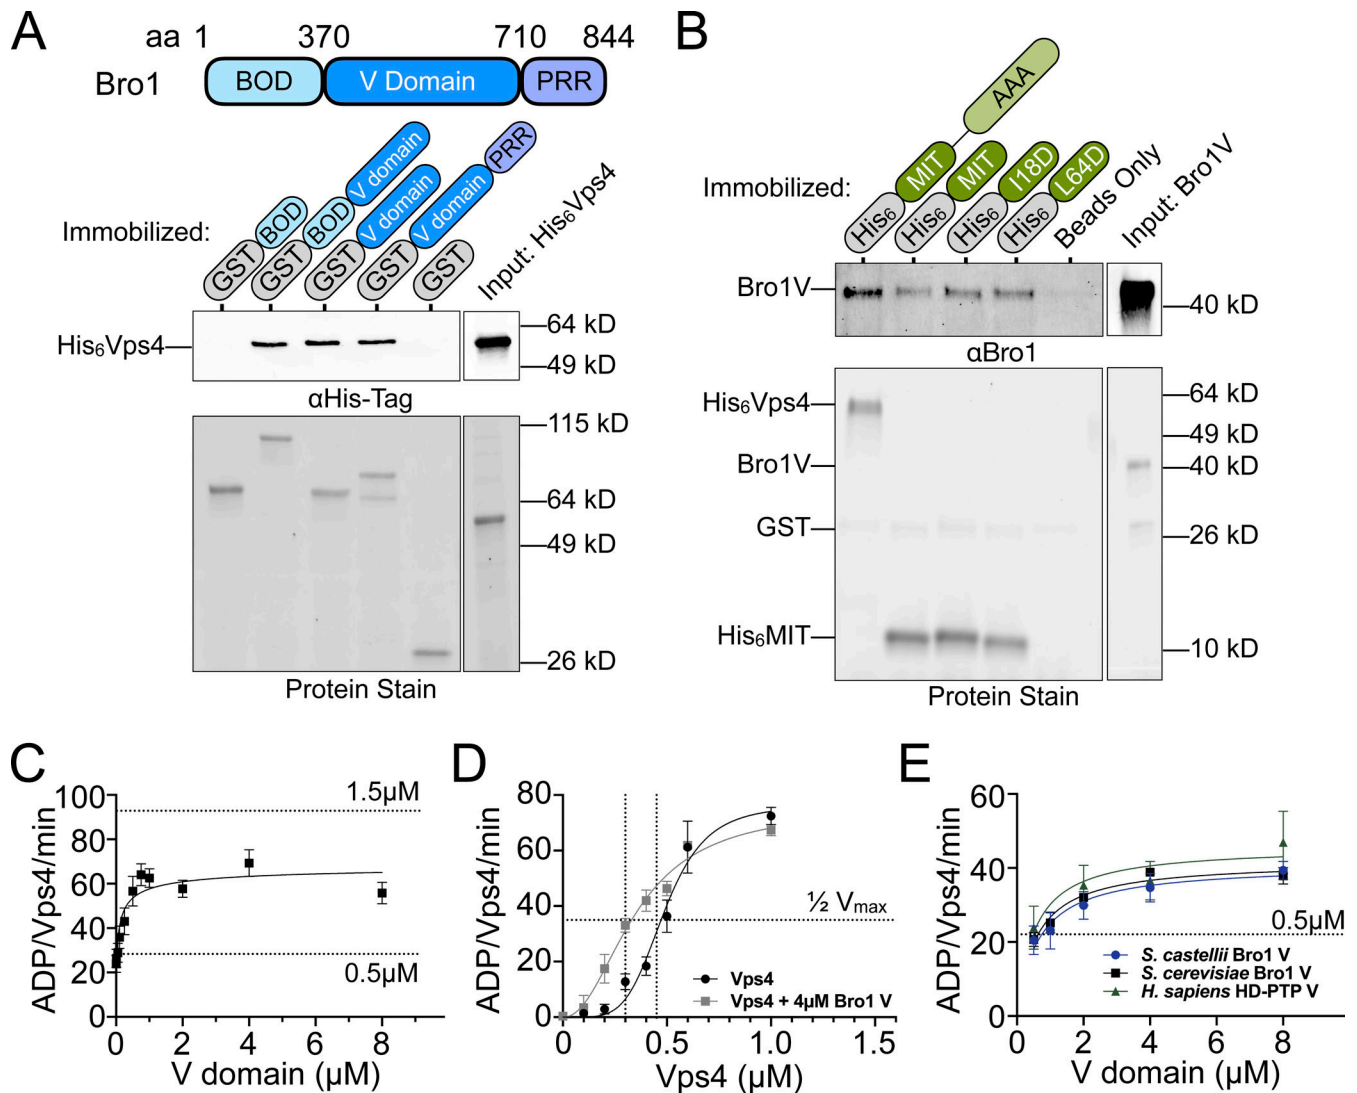 A
aa 1 370 710 844
Bro1 BOD V Domain PRR
Immobilized:
GST BOD
GST BOD V domain
GST V domain
GST V domain PRR
GST
Input: His₆Vps4
His₆Vps4
64 kD
49 kD
αHis-Tag
115 kD
64 kD
49 kD
26 kD
Protein Stain
B
Immobilized:
His₆ MIT AAA
His₆ MIT
His₆ I18D
His₆ L64D
Beads Only
Input: Bro1V
Bro1V
40 kD
αBro1
His₆Vps4
Bro1V
GST
His₆MIT
64 kD
49 kD
40 kD
26 kD
10 kD
Protein Stain
C
ADP/Vps4/min
100
80
60
40
20
0
1.5µM
0.5µM
0 2 4 6 8
V domain (µM)
D
ADP/Vps4/min
80
60
40
20
0
½ Vmax
Vps4
Vps4 + 4µM Bro1 V
0 0.5 1.0 1.5
Vps4 (µM)
E
ADP/Vps4/min
60
40
20
0
0.5µM
S. castellii Bro1 V
S. cerevisiae Bro1 V
H. sapiens HD-PTP V
0 2 4 6 8
V domain (µM)